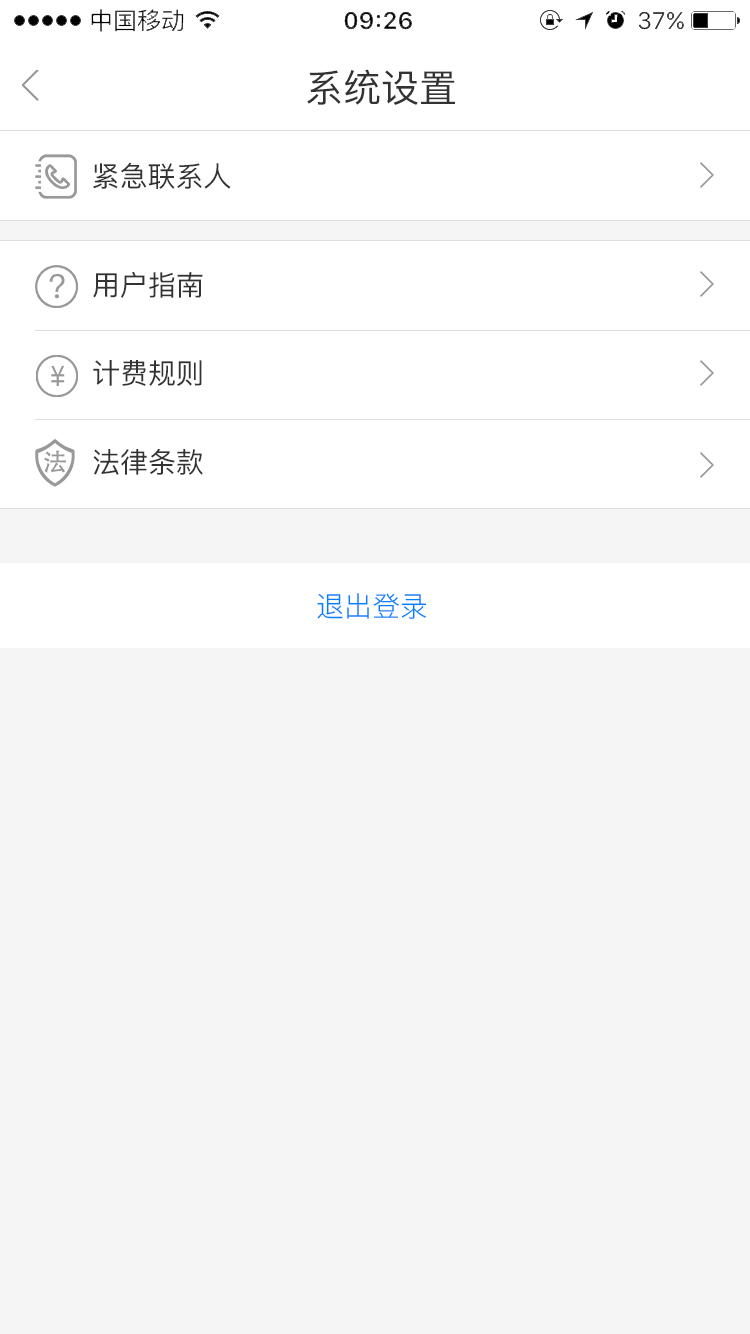 中国移动 09:26 37%
系统设置
紧急联系人
? 用户指南
¥ 计费规则
法 法律条款
退出登录